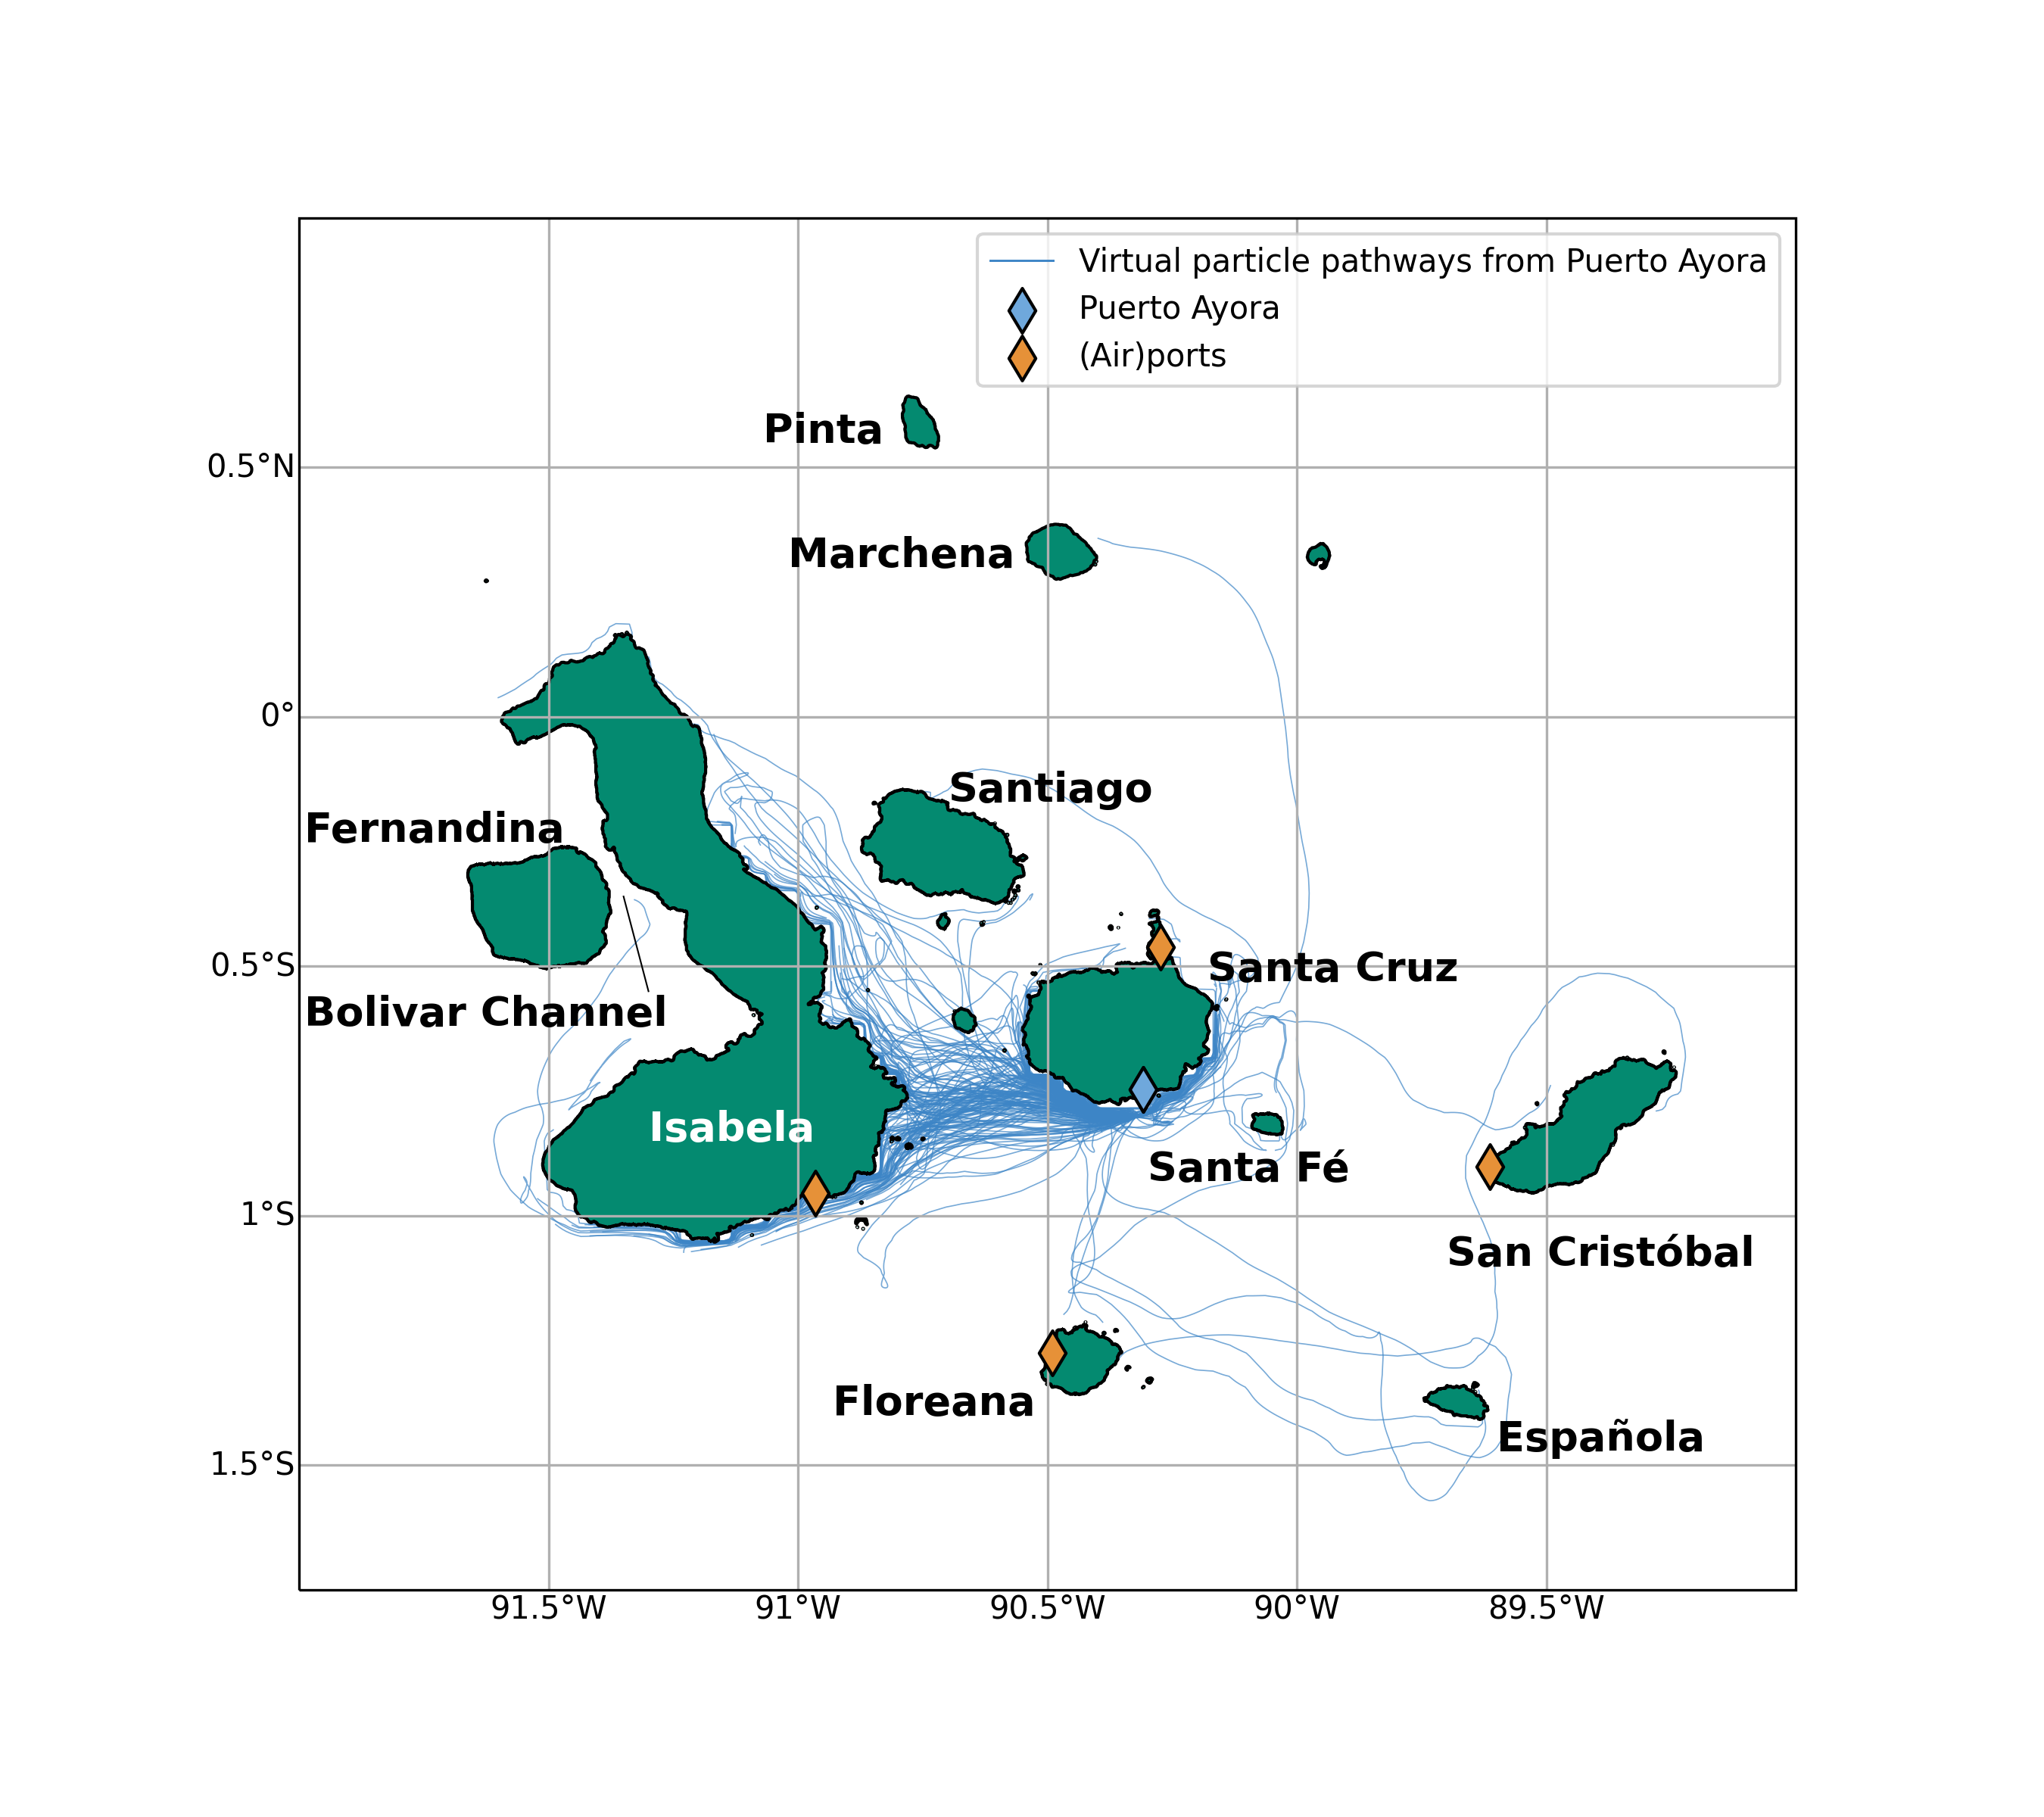 Virtual particle pathways from Puerto Ayora
Puerto Ayora
(Air)ports
Pinta
0.5°N
Marchena
0°
Santiago
Fernandina
0.5°S
Santa Cruz
Bolivar Channel
Isabela
Santa Fé
1°S
San Cristóbal
Floreana
Española
1.5°S
91.5°W 91°W 90.5°W 90°W 89.5°W